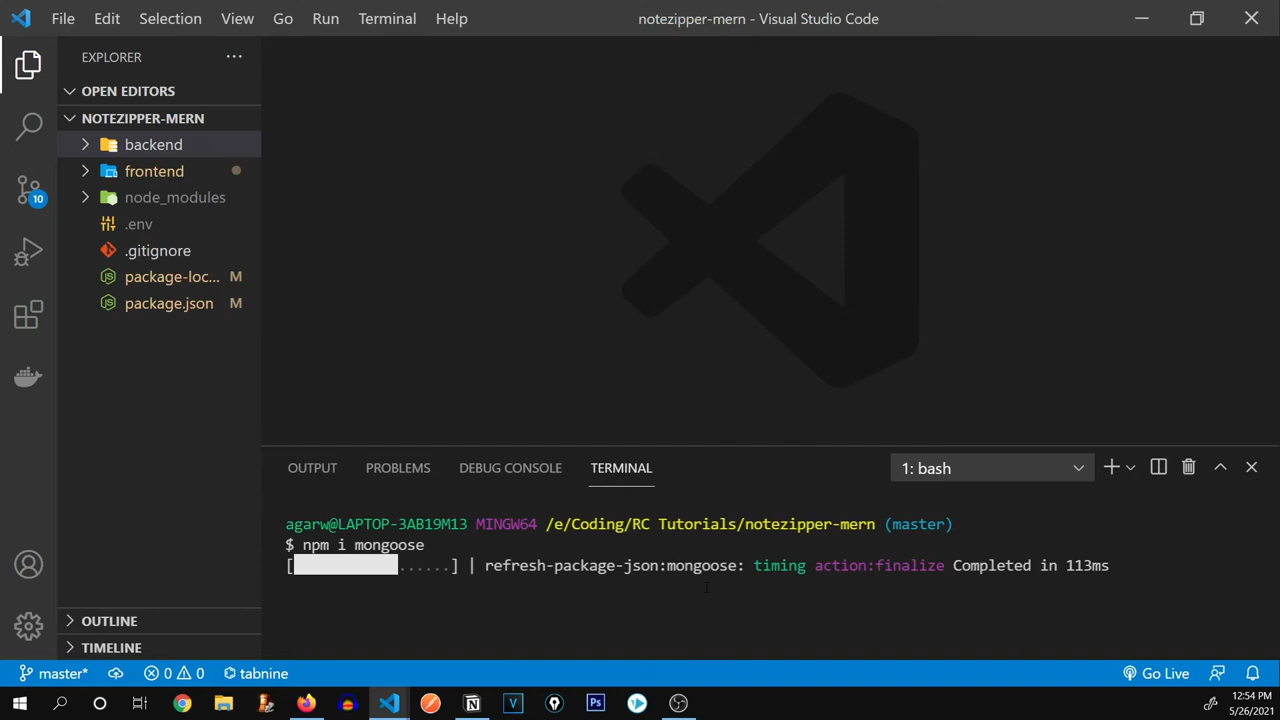 File Edit Selection View Go Run Terminal Help
notezipper-mern - Visual Studio Code
EXPLORER
OPEN EDITORS
NOTEZIPPER-MERN
backend
frontend
node_modules
.env
.gitignore
package-loc... M
package.json M
OUTLINE
TIMELINE
10
OUTPUT PROBLEMS DEBUG CONSOLE TERMINAL
1: bash
agarw@LAPTOP-3AB19M13 MINGW64 /e/Coding/RC Tutorials/notezipper-mern (master)
$ npm i mongoose
[ ......] | refresh-package-json:mongoose: timing action:finalize Completed in 113ms
master* 0 0 tabnine
Go Live
12:54 PM
5/26/2021